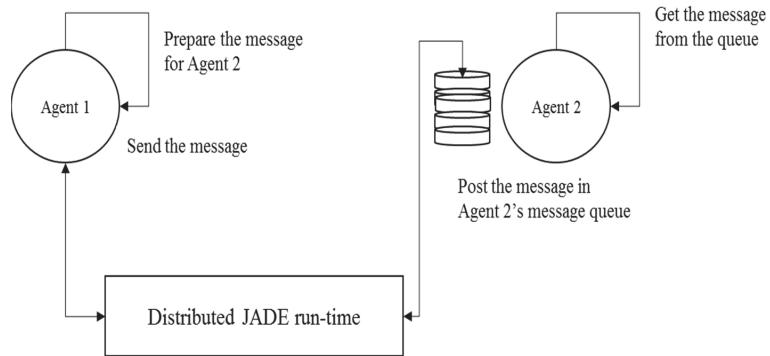 Prepare the message
for Agent 2
Agent 1
Send the message
Get the message
from the queue
Agent 2
Post the message in
Agent 2’s message queue
Distributed JADE run-time